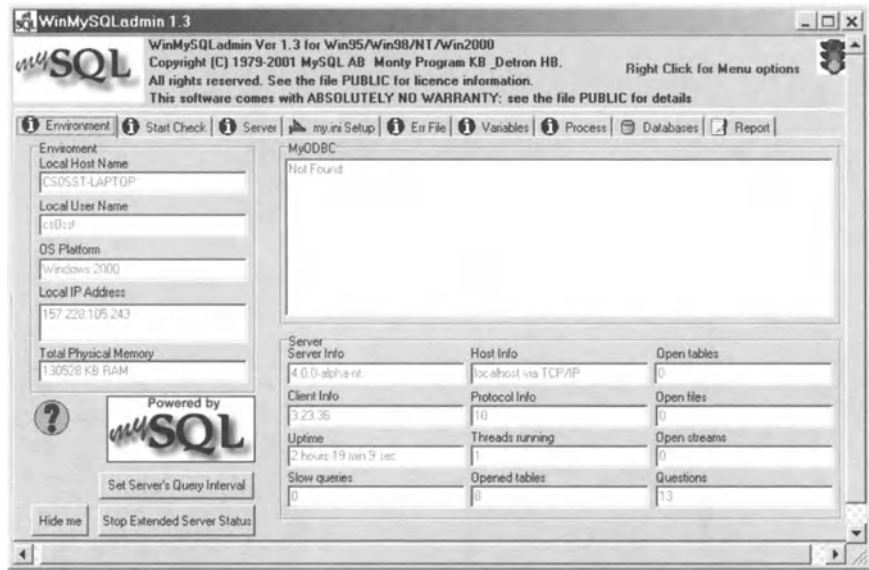 WinMySQLadmin 1.3
mySQL
WinMySQLadmin Ver 1.3 for Win95/Win98/NT/Win2000
Copyright (C) 1979-2001 MySQL AB Monty Program KB _Detron HB.
All rights reserved. See the file PUBLIC for licence information.
This software comes with ABSOLUTELY NO WARRANTY: see the file PUBLIC for details
Right Click for Menu options
Environment Start Check Server my.ini Setup Err File Variables Process Databases Report
Enviroment
Local Host Name
CS0SST-LAPTOP
Local User Name
cs0sst
OS Platform
Windows 2000
Local IP Address
157.228.105.243
Total Physical Memory
130528 KB RAM
MyODBC
Not Found
Server
Server Info
4.0.0-alpha-nt
Host Info
localhost via TCP/IP
Open tables
0
Client Info
3.23.36
Protocol Info
10
Open files
0
Uptime
2 hours 19 min 9 sec
Threads running
1
Open streams
0
Slow queries
0
Opened tables
8
Questions
13
Powered by
mySQL
Set Server's Query Interval
Hide me
Stop Extended Server Status